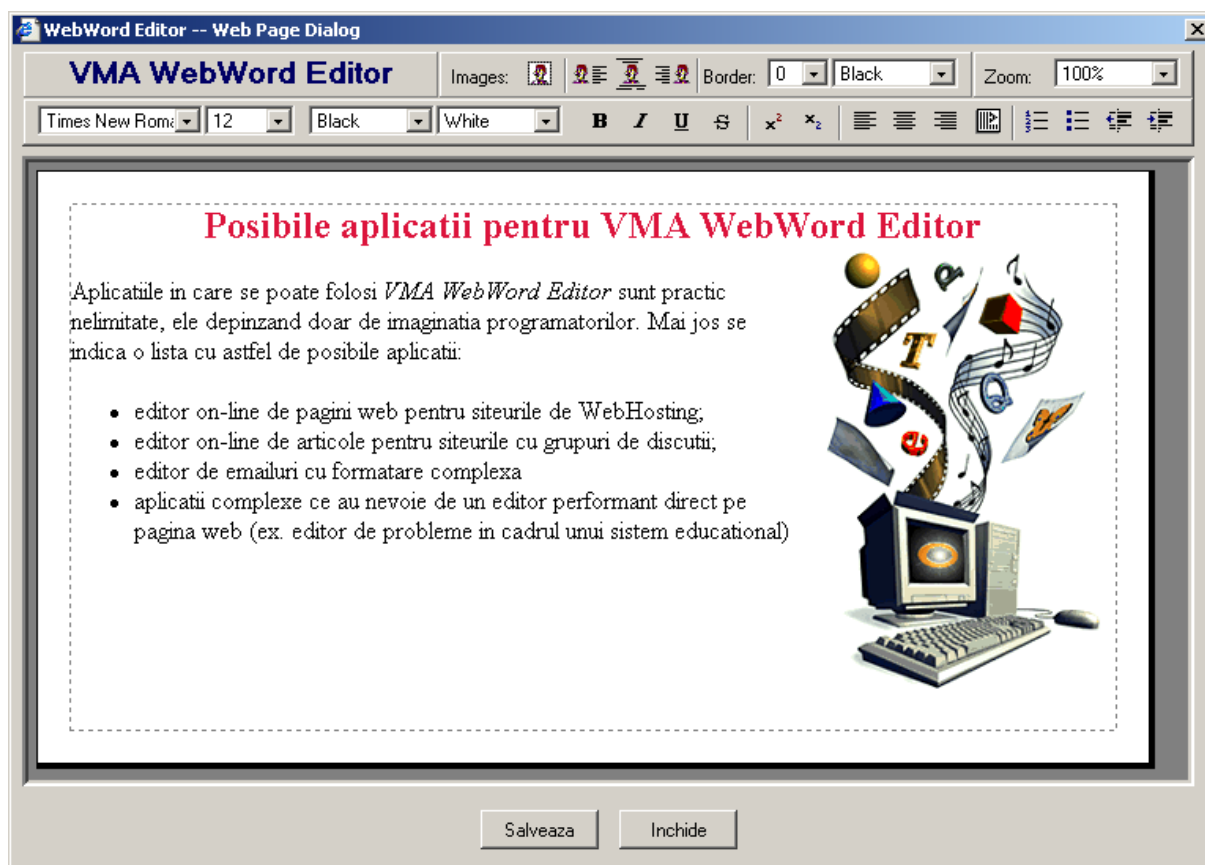 WebWord Editor -- Web Page Dialog
VMA WebWord Editor Images: Border: 0 Black Zoom: 100%
Times New Roma 12 Black White B I U S x² x₂
Posibile aplicatii pentru VMA WebWord Editor
Aplicatiile in care se poate folosi VMA WebWord Editor sunt practic
nelimitate, ele depinzand doar de imaginatia programatorilor. Mai jos se
indica o lista cu astfel de posibile aplicatii:
• editor on-line de pagini web pentru siteurile de WebHosting;
• editor on-line de articole pentru siteurile cu grupuri de discutii;
• editor de emailuri cu formatare complexa
• aplicatii complexe ce au nevoie de un editor performant direct pe
pagina web (ex. editor de probleme in cadrul unui sistem educational)
Salveaza Inchide